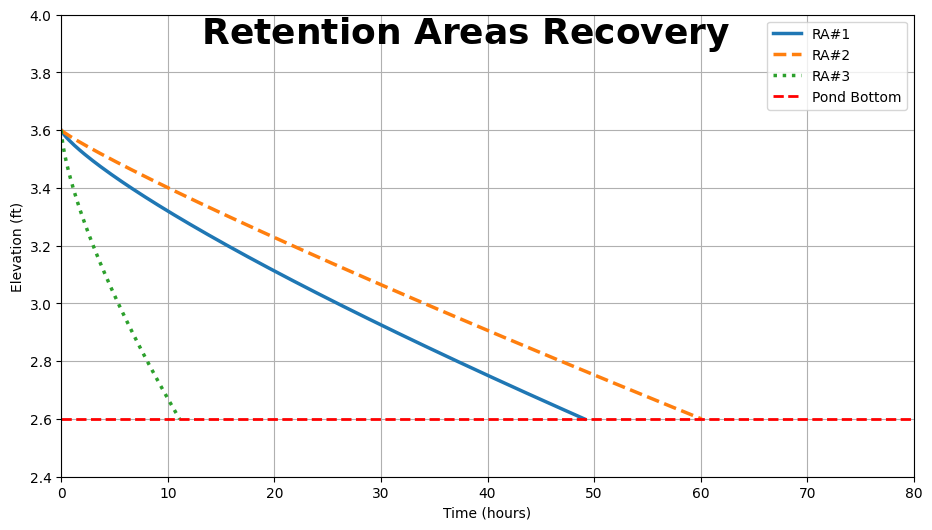 Retention Areas Recovery
RA#1
RA#2
RA#3
Pond Bottom
Elevation (ft)
4.0
3.8
3.6
3.4
3.2
3.0
2.8
2.6
2.4
0 10 20 30 40 50 60 70 80
Time (hours)